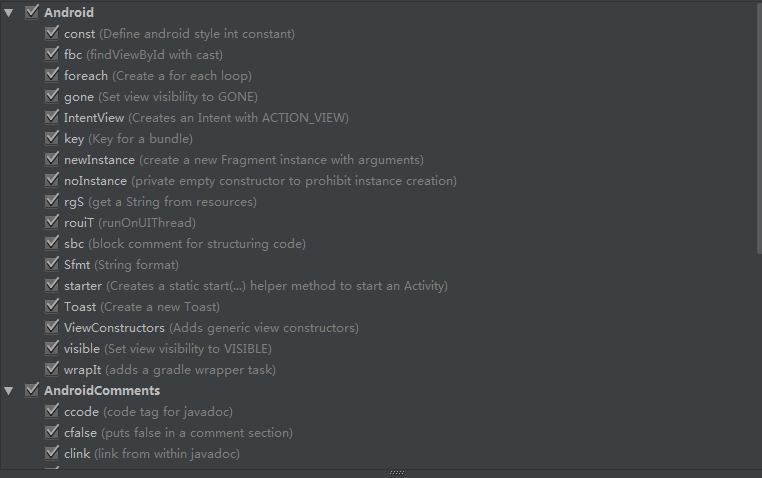 Android
const (Define android style int constant)
fbc (findViewById with cast)
foreach (Create a for each loop)
gone (Set view visibility to GONE)
IntentView (Creates an Intent with ACTION_VIEW)
key (Key for a bundle)
newInstance (create a new Fragment instance with arguments)
noInstance (private empty constructor to prohibit instance creation)
rgS (get a String from resources)
rouiT (runOnUIThread)
sbc (block comment for structuring code)
Sfmt (String format)
starter (Creates a static start(...) helper method to start an Activity)
Toast (Create a new Toast)
ViewConstructors (Adds generic view constructors)
visible (Set view visibility to VISIBLE)
wrapIt (adds a gradle wrapper task)
AndroidComments
ccode (code tag for javadoc)
cfalse (puts false in a comment section)
clink (link from within javadoc)